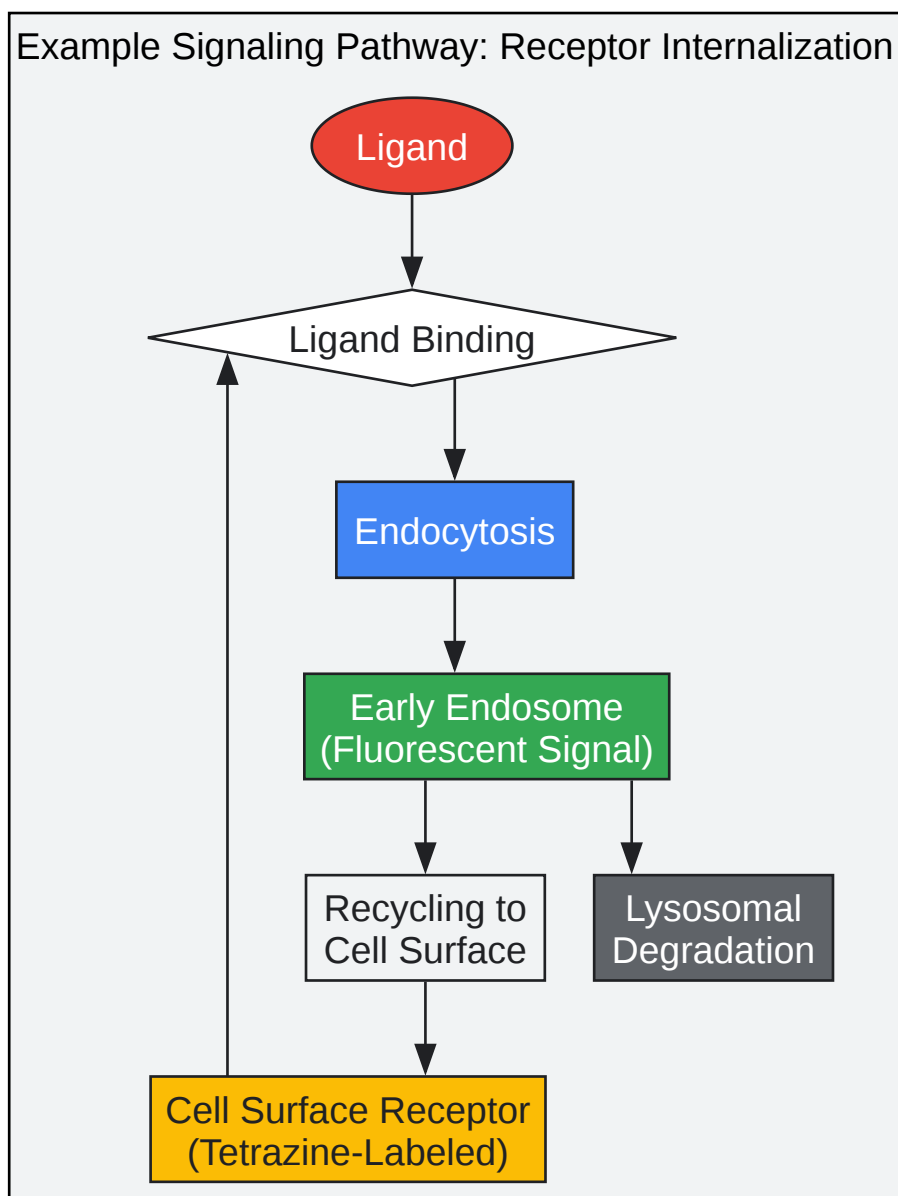 Example Signaling Pathway: Receptor Internalization
Ligand
Ligand Binding
Endocytosis
Early Endosome
(Fluorescent Signal)
Recycling to
Cell Surface
Lysosomal
Degradation
Cell Surface Receptor
(Tetrazine-Labeled)